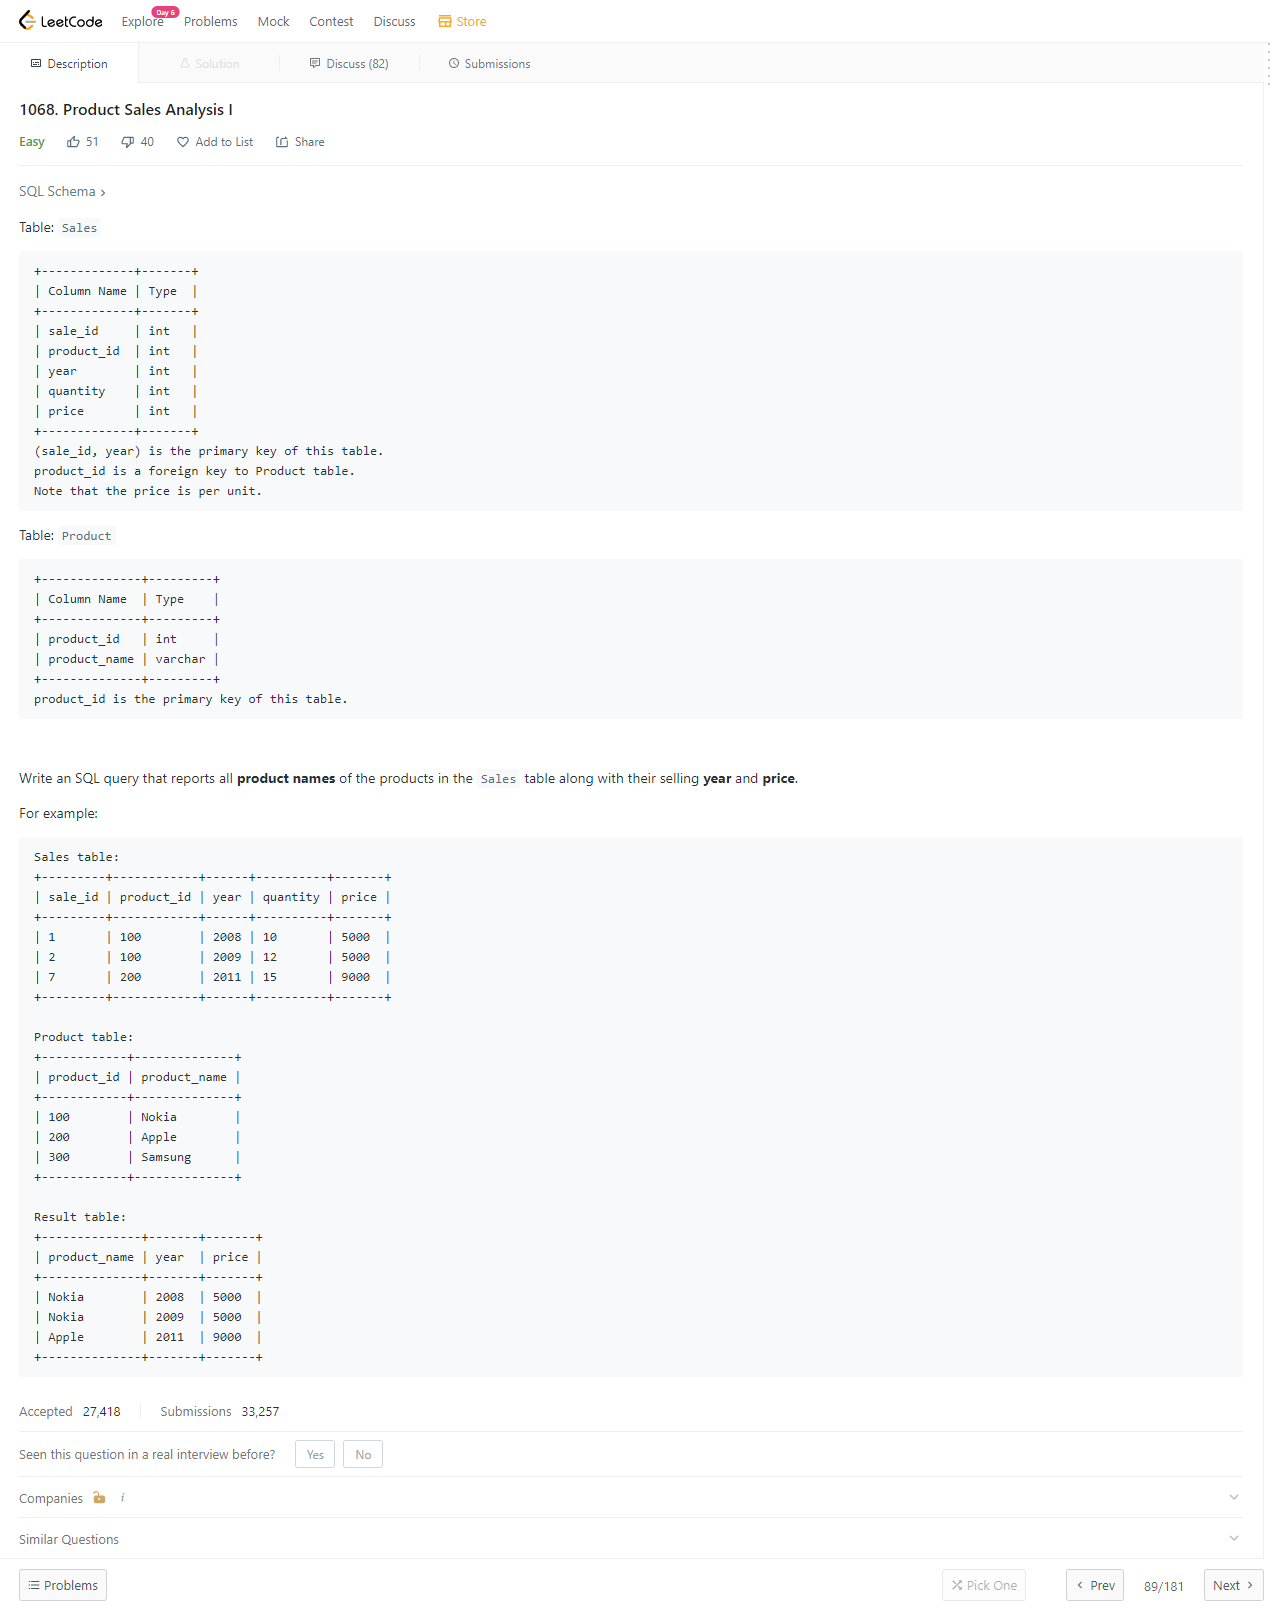 LeetCode Explore Day 6 Problems Mock Contest Discuss Store
Description Solution Discuss (82) Submissions
1068. Product Sales Analysis I
Easy 51 40 Add to List Share
SQL Schema >
Table: Sales
+-------------+-------+
| Column Name | Type  |
+-------------+-------+
| sale_id     | int   |
| product_id  | int   |
| year        | int   |
| quantity    | int   |
| price       | int   |
+-------------+-------+
(sale_id, year) is the primary key of this table.
product_id is a foreign key to Product table.
Note that the price is per unit.
Table: Product
+--------------+---------+
| Column Name  | Type    |
+--------------+---------+
| product_id   | int     |
| product_name | varchar |
+--------------+---------+
product_id is the primary key of this table.
Write an SQL query that reports all product names of the products in the Sales table along with their selling year and price.
For example:
Sales table:
+---------+------------+------+----------+-------+
| sale_id | product_id | year | quantity | price |
+---------+------------+------+----------+-------+
| 1       | 100        | 2008 | 10       | 5000  |
| 2       | 100        | 2009 | 12       | 5000  |
| 7       | 200        | 2011 | 15       | 9000  |
+---------+------------+------+----------+-------+
Product table:
+------------+--------------+
| product_id | product_name |
+------------+--------------+
| 100        | Nokia        |
| 200        | Apple        |
| 300        | Samsung      |
+------------+--------------+
Result table:
+--------------+-------+-------+
| product_name | year  | price |
+--------------+-------+-------+
| Nokia        | 2008  | 5000  |
| Nokia        | 2009  | 5000  |
| Apple        | 2011  | 9000  |
+--------------+-------+-------+
Accepted 27,418 Submissions 33,257
Seen this question in a real interview before? Yes No
Companies i
Similar Questions
Problems Pick One < Prev 89/181 Next >